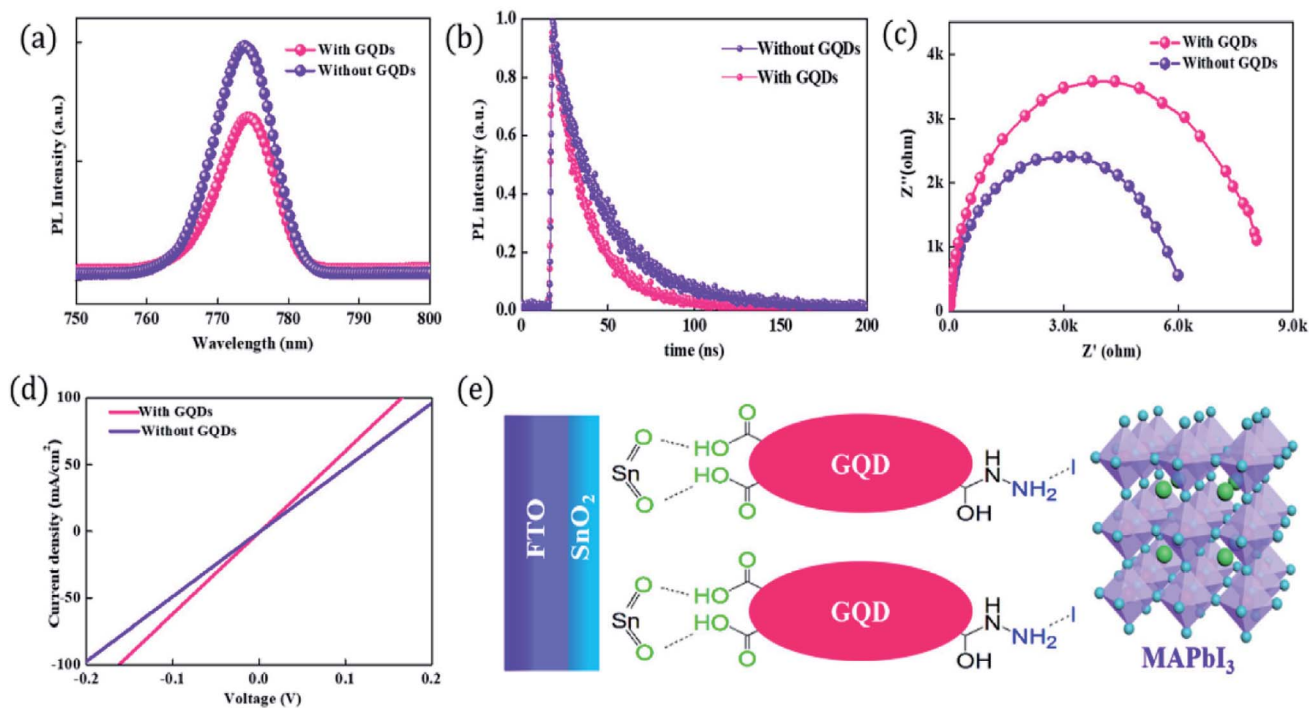 (a)
With GQDs
Without GQDs
PL Intensity (a.u.)
750 760 770 780 790 800
Wavelength (nm)
(b)
1.0
0.8
0.6
0.4
0.2
0.0
Without GQDs
With GQDs
PL intensity (a.u.)
0 50 100 150 200
time (ns)
(c)
4k
3k
2k
1k
0
With GQDs
Without GQDs
Z''(ohm)
0.0 3.0k 6.0k 9.0k
Z' (ohm)
(d)
100
50
0
-50
-100
With GQDs
Without GQDs
Current density (mA/cm²)
-0.2 -0.1 0.0 0.1 0.2
Voltage (V)
(e)
FTO
SnO₂
O
Sn
O
O
HO
HO
O
GQD
H
N
NH₂
I
OH
O
Sn
O
O
HO
HO
O
GQD
H
N
NH₂
I
OH
MAPbI₃